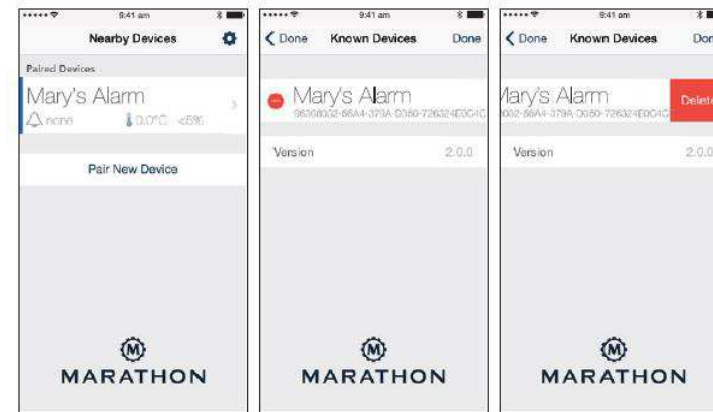 9:41 am
Nearby Devices
Paired Devices
Mary's Alarm
none 0.0°C <5%
Pair New Device
MARATHON
9:41 am
Done Known Devices Done
Mary's Alarm
Version 2.0.0
M
MARATHON
9:41 am
Done Known Devices Don
Mary's Alarm
Delete
Version 2.0.0
M
MARATHON